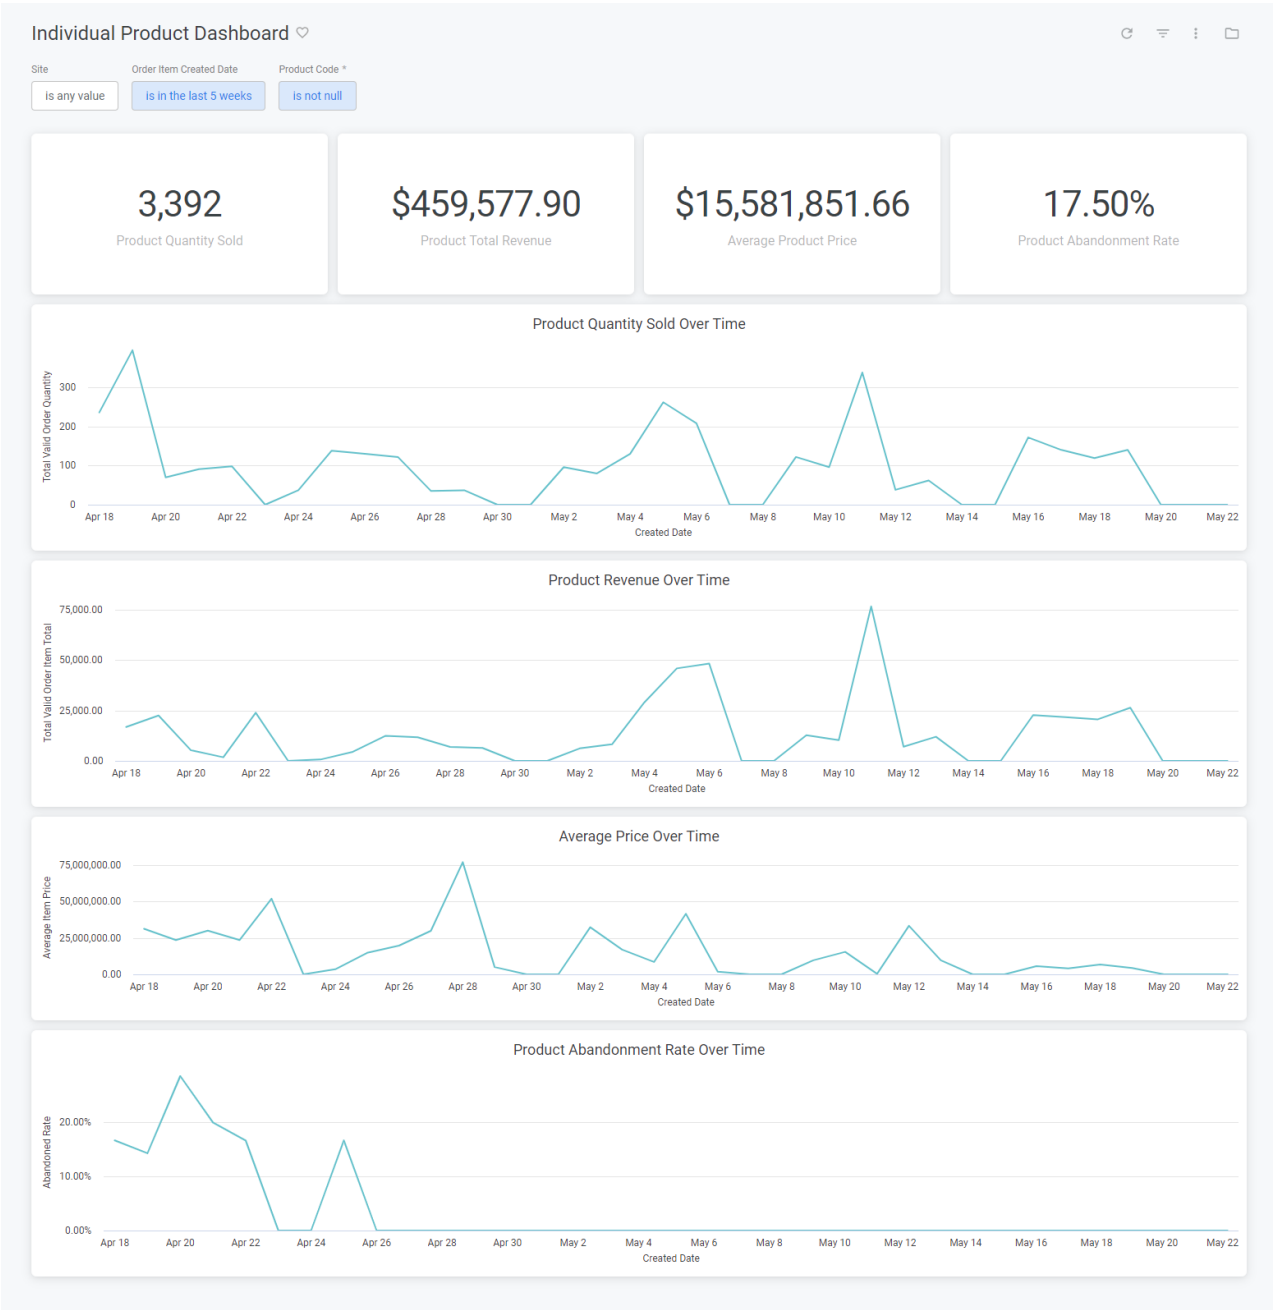 Individual Product Dashboard
Site
Order Item Created Date
Product Code *
is any value
is in the last 5 weeks
is not null
3,392
Product Quantity Sold
$459,577.90
Product Total Revenue
$15,581,851.66
Average Product Price
17.50%
Product Abandonment Rate
Product Quantity Sold Over Time
Total Valid Order Quantity
300
200
100
0
Apr 18 Apr 20 Apr 22 Apr 24 Apr 26 Apr 28 Apr 30 May 2 May 4 May 6 May 8 May 10 May 12 May 14 May 16 May 18 May 20 May 22
Created Date
Product Revenue Over Time
Total Valid Order Item Total
75,000.00
50,000.00
25,000.00
0.00
Apr 18 Apr 20 Apr 22 Apr 24 Apr 26 Apr 28 Apr 30 May 2 May 4 May 6 May 8 May 10 May 12 May 14 May 16 May 18 May 20 May 22
Created Date
Average Price Over Time
Average Item Price
75,000,000.00
50,000,000.00
25,000,000.00
0.00
Apr 18 Apr 20 Apr 22 Apr 24 Apr 26 Apr 28 Apr 30 May 2 May 4 May 6 May 8 May 10 May 12 May 14 May 16 May 18 May 20 May 22
Created Date
Product Abandonment Rate Over Time
Abandoned Rate
20.00%
10.00%
0.00%
Apr 18 Apr 20 Apr 22 Apr 24 Apr 26 Apr 28 Apr 30 May 2 May 4 May 6 May 8 May 10 May 12 May 14 May 16 May 18 May 20 May 22
Created Date